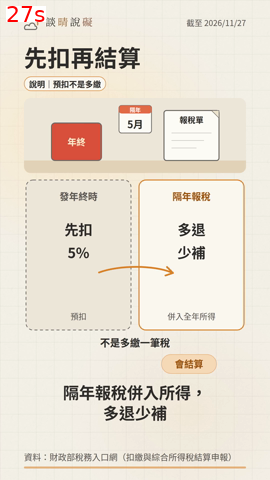 27s
談晴說礙
截至 2026/11/27
先扣再結算
說明｜預扣不是多繳
年終
隔年
5月
報稅單
發年終時
先扣
5%
預扣
隔年報稅
多退
少補
併入全年所得
不是多繳一筆稅
會結算
隔年報稅併入所得，
多退少補
資料：財政部稅務入口網（扣繳與綜合所得稅結算申報）